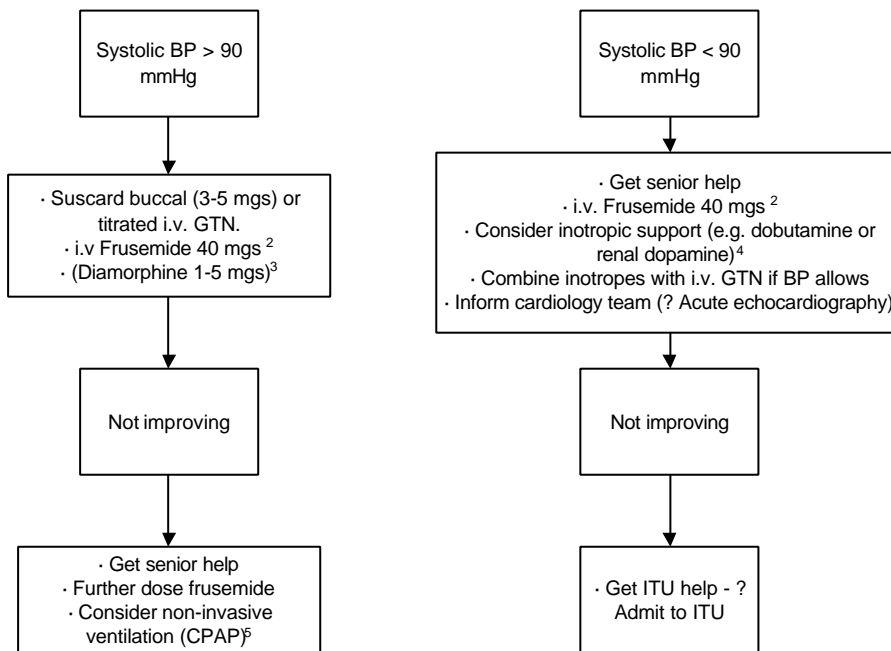 Systolic BP > 90
mmHg
· Suscard buccal (3-5 mgs) or
titrated i.v. GTN.
· i.v Frusemide 40 mgs ²
· (Diamorphine 1-5 mgs)³
Not improving
· Get senior help
· Further dose frusemide
· Consider non-invasive
ventilation (CPAP)⁵
Systolic BP < 90
mmHg
· Get senior help
· i.v. Frusemide 40 mgs ²
· Consider inotropic support (e.g. dobutamine or
renal dopamine)⁴
· Combine inotropes with i.v. GTN if BP allows
· Inform cardiology team (? Acute echocardiography)
Not improving
· Get ITU help - ?
Admit to ITU